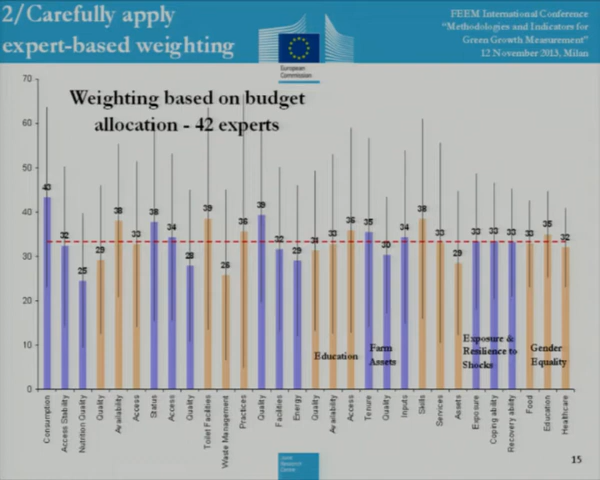 2/Carefully apply
expert-based weighting
FEEM International Conference
"Methodologies and Indicators for
Green Growth Measurement"
12 November 2013, Milan
European
Commission
Weighting based on budget
allocation - 42 experts
70
60
50
40
30
20
10
0
43
32
25
29
38
33
38
34
28
39
26
36
39
32
29
31
33
36
35
30
34
38
33
29
33
33
33
33
35
32
Education
Farm
Assets
Exposure &
Resilience to
Shocks
Gender
Equality
Consumption
Access Stability
Nutrition Quality
Quality
Availability
Access
Status
Access
Quality
Toilet Facilities
Waste Management
Practices
Quality
Facilities
Energy
Quality
Availability
Access
Tenure
Quality
Inputs
Skills
Services
Assets
Exposure
Coping ability
Recovery ability
Food
Education
Healthcare
Joint
Research
Centre
15